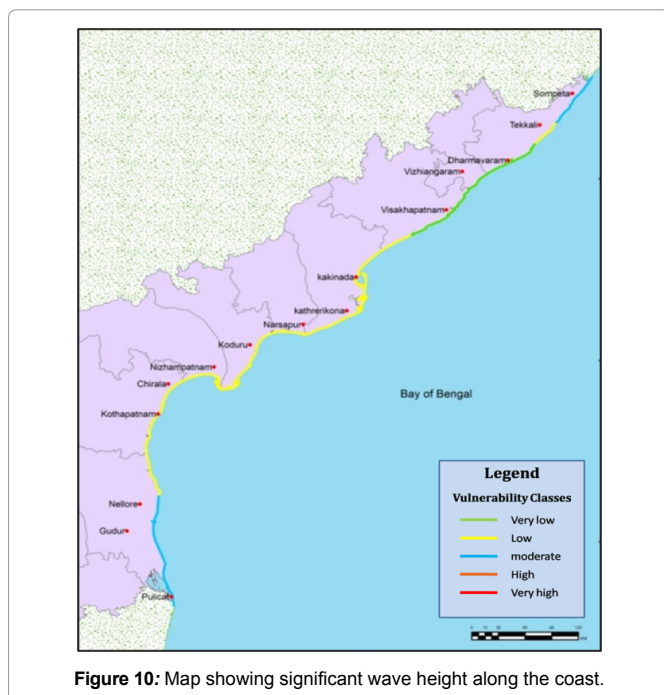 Sompeta
Tekkali
Dharmavaram
Vizhiangaram
Visakhapatnam
kakinada
kathrerikona
Narsapur
Koduru
Nizhampatnam
Chirala
Kothapatnam
Bay of Bengal
Nellore
Gudur
Pulicat
Legend
Vulnerability Classes
Very low
Low
moderate
High
Very high
Figure 10: Map showing significant wave height along the coast.